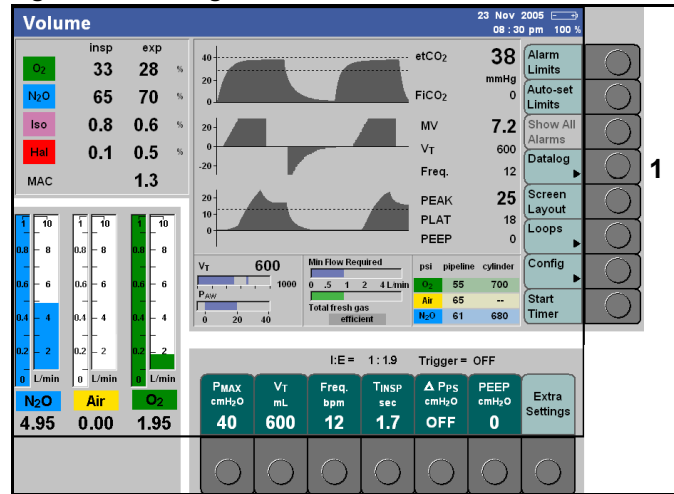 Volume
23 Nov 2005
08:30 pm 100 %
insp exp
O2 33 28 %
N2O 65 70 %
Iso 0.8 0.6 %
Hal 0.1 0.5 %
MAC 1.3
40
20
0
etCO2 38
mmHg
FiCO2 0
20
0
-20
MV 7.2
VT 600
Freq. 12
20
10
0
PEAK 25
PLAT 18
PEEP 0
VT 600
1000
PAW
0 20 40
Min Flow Required
0 .5 1 2 4 L/min
Total fresh gas
efficient
psi pipeline cylinder
O2 55 700
Air 65 --
N2O 61 680
Alarm Limits
Auto-set Limits
Show All Alarms
Datalog
Screen Layout
Loops
Config
Start Timer
1
1 10 1 10 1 10
0.8 8 0.8 8 0.8 8
0.6 6 0.6 6 0.6 6
0.4 4 0.4 4 0.4 4
0.2 2 0.2 2 0.2 2
0 L/min 0 L/min 0 L/min
N2O Air O2
4.95 0.00 1.95
I:E = 1 : 1.9 Trigger = OFF
PMAX VT Freq. TINSP Δ PPS PEEP
cmH2O mL bpm sec cmH2O cmH2O
40 600 12 1.7 OFF 0
Extra Settings